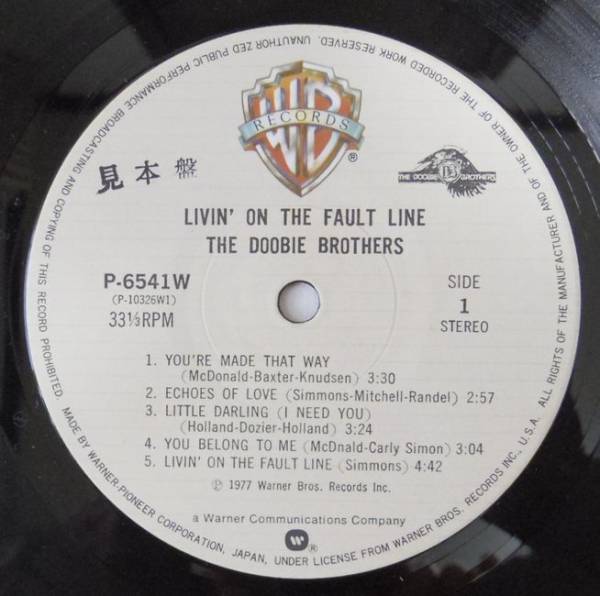 ALL RIGHTS OF THE MANUFACTURER AND OF THE OWNER OF THE RECORDED WORK RESERVED. UNAUTHORIZED PUBLIC PERFORMANCE BROADCASTING AND COPYING OF THIS RECORD PROHIBITED. MADE BY WARNER-PIONEER CORPORATION, JAPAN, UNDER LICENSE FROM WARNER BROS. RECORDS INC., U.S.A.
WB
RECORDS
®
見本盤
THE DOOBIE BROTHERS
LIVIN' ON THE FAULT LINE
THE DOOBIE BROTHERS
P-6541W
(P-10326W1)
33⅓RPM
SIDE
1
STEREO
1. YOU'RE MADE THAT WAY
(McDonald-Baxter-Knudsen) 3:30
2. ECHOES OF LOVE (Simmons-Mitchell-Randel) 2:57
3. LITTLE DARLING (I NEED YOU)
(Holland-Dozier-Holland) 3:24
4. YOU BELONG TO ME (McDnald-Carly Simon) 3:04
5. LIVIN' ON THE FAULT LINE (Simmons) 4:42
℗ 1977 Warner Bros. Records Inc.
a Warner Communications Company
®